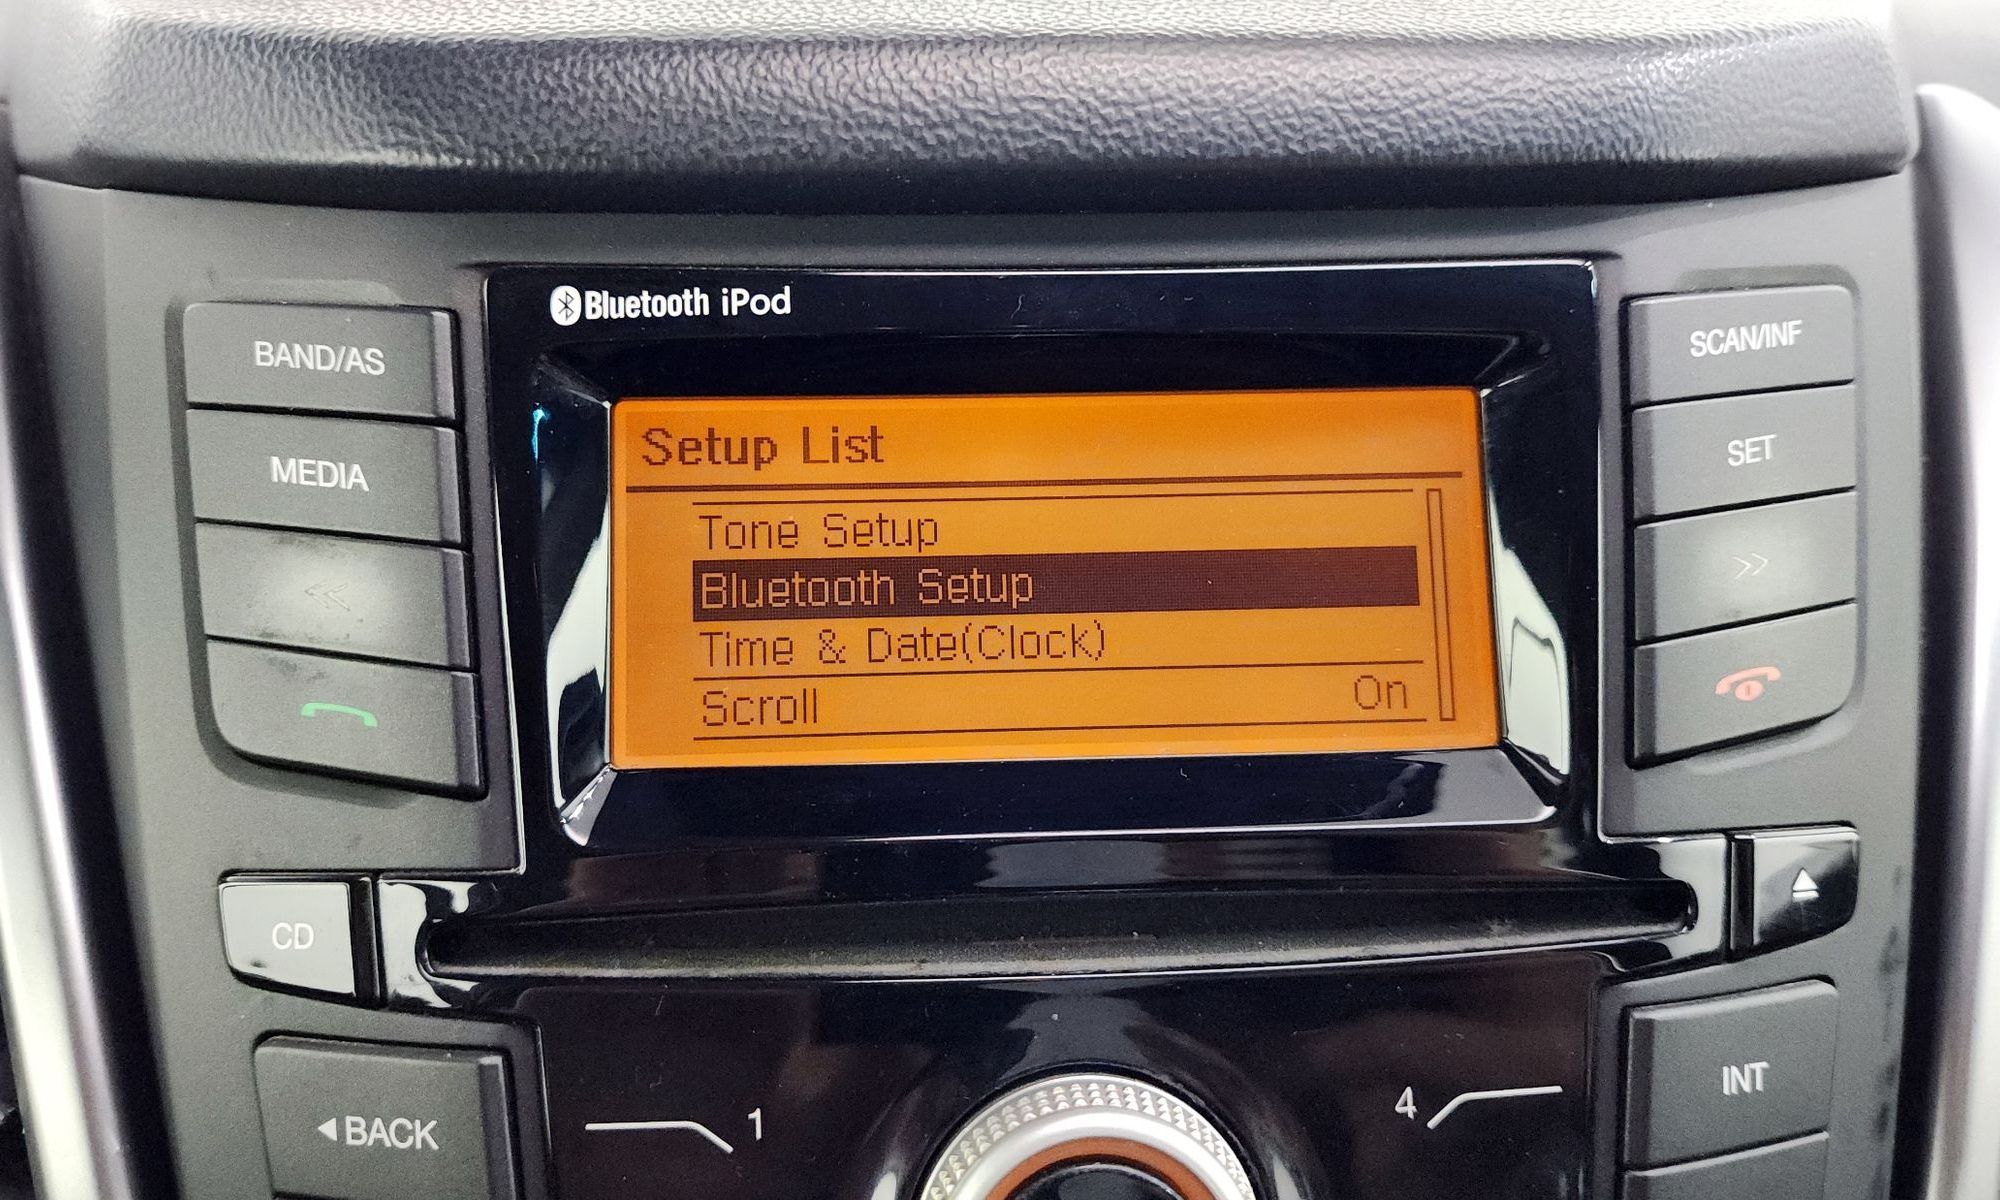 Bluetooth iPod
BAND/AS
MEDIA
Setup List
Tone Setup
Bluetooth Setup
Time & Date(Clock)
Scroll On
SCAN/INF
SET
CD
BACK
1
4
INT